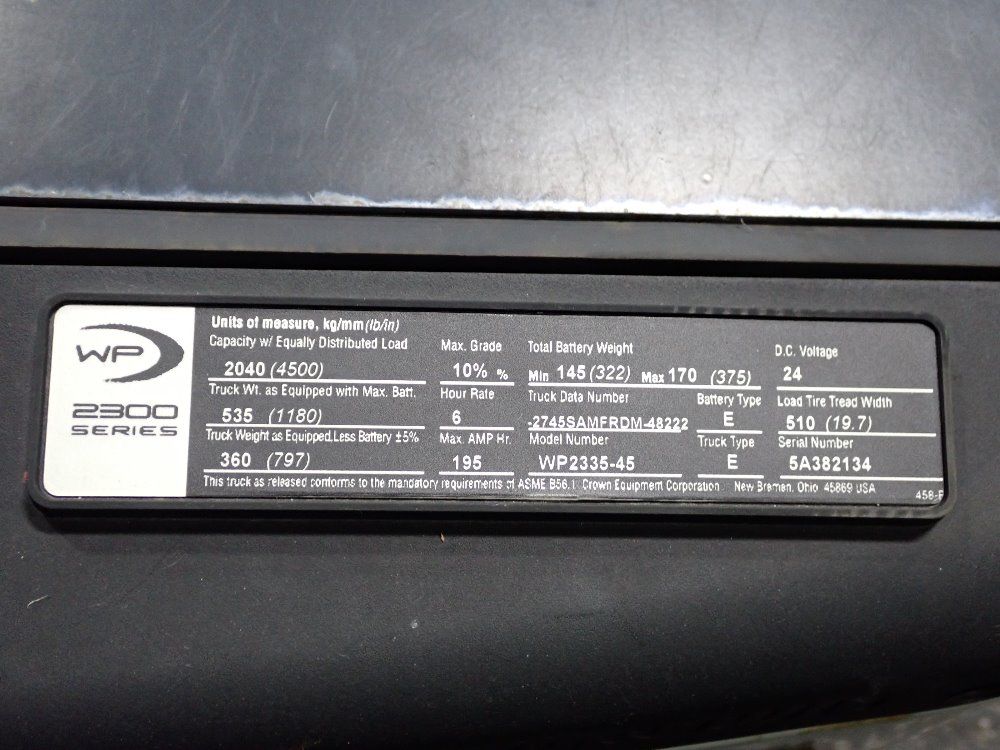 WP
2300
SERIES
Units of measure, kg/mm (lb/in)
Capacity w/ Equally Distributed Load
2040 (4500)
Truck Wt. as Equipped with Max. Batt.
535 (1180)
Truck Weight as Equipped, Less Battery ±5%
360 (797)
Max. Grade
10% %
Hour Rate
6
Max. AMP Hr.
195
Total Battery Weight
Min 145 (322) Max 170 (375)
Truck Data Number
-2745SAMFRDM-48222
Model Number
WP2335-45
Battery Type
E
Truck Type
E
D.C. Voltage
24
Load Tire Tread Width
510 (19.7)
Serial Number
5A382134
This truck as released conforms to the mandatory requirements of ASME B56.1. Crown Equipment Corporation New Bremen, Ohio 45869 USA